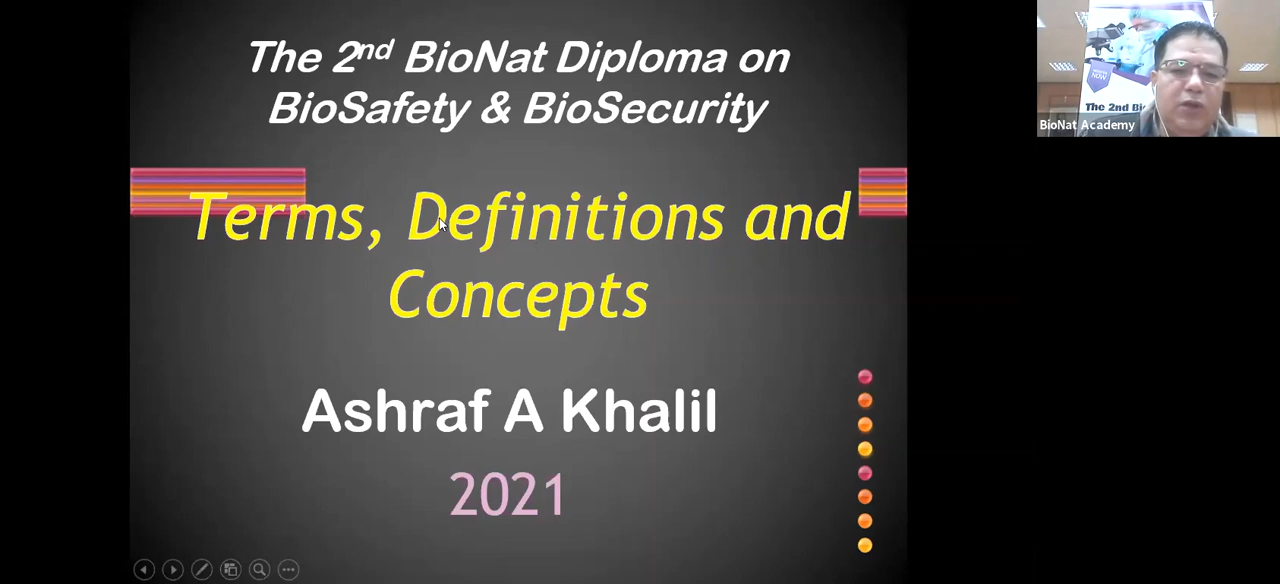 The 2nd BioNat Diploma on
BioSafety & BioSecurity
Terms, Definitions and
Concepts
Ashraf A Khalil
2021
NOW
The 2nd Bi
BioNat Academy